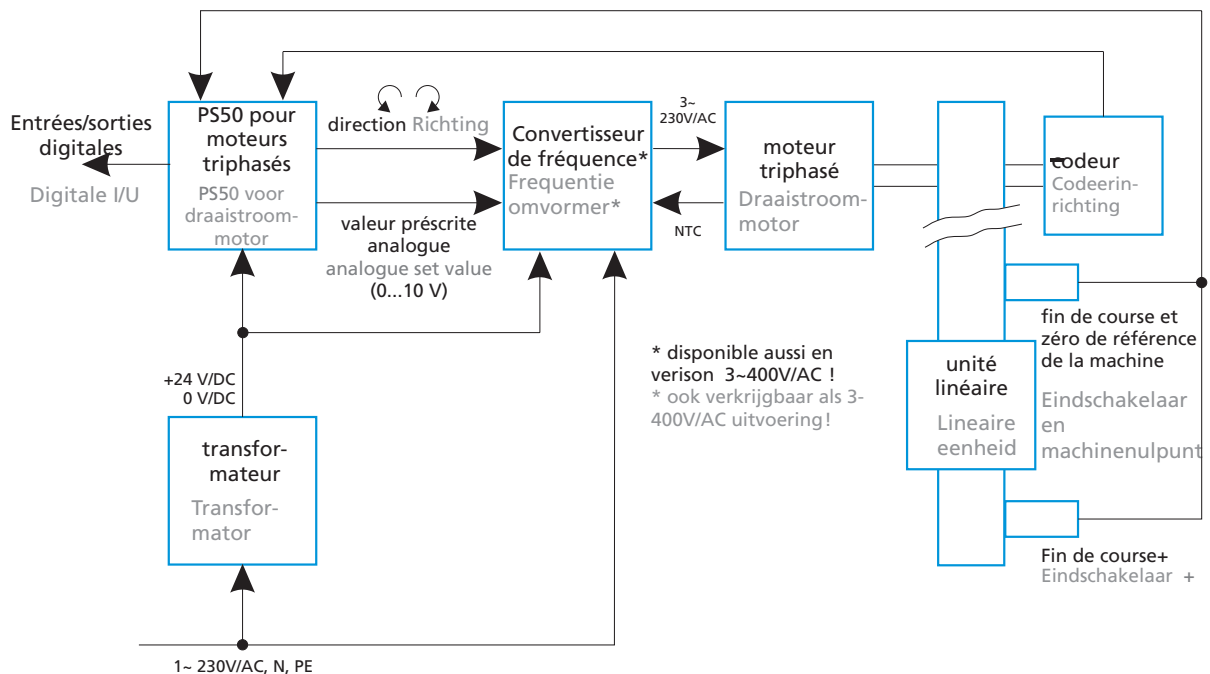 Entrées/sorties
digitales
Digitale I/U
PS50 pour
moteurs
triphasés
PS50 voor
draaistroom-
motor
direction Richting
valeur préscrite
analogue
analogue set value
(0...10 V)
Convertisseur
de fréquence*
Frequentie
omvormer*
3~
230V/AC
NTC
moteur
triphasé
Draaistroom-
motor
codeur
Codeerin-
richting
fin de course et
zéro de référence
de la machine
Eindschakelaar
en
machinenulpunt
unité
linéaire
Lineaire
eenheid
* disponible aussi en
verison 3~400V/AC !
* ook verkrijgbaar als 3-
400V/AC uitvoering!
+24 V/DC
0 V/DC
transfor-
mateur
Transfor-
mator
Fin de course+
Eindschakelaar +
1~ 230V/AC, N, PE